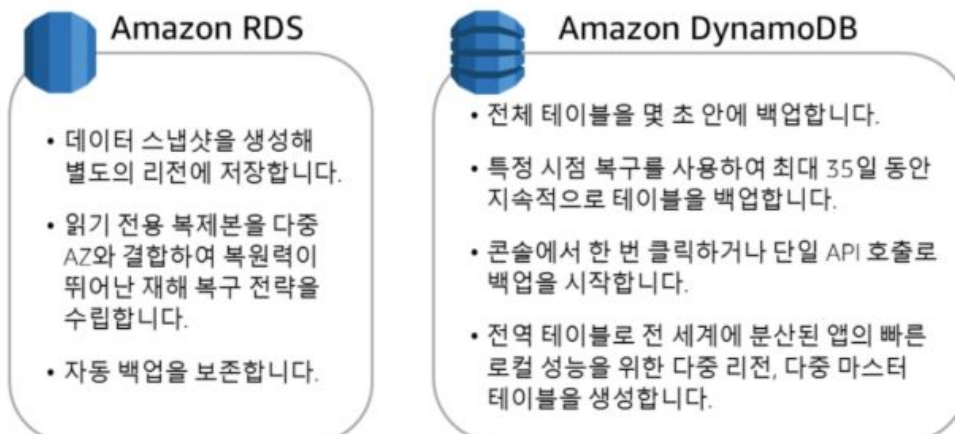 Amazon RDS
• 데이터 스냅샷을 생성해
별도의 리전에 저장합니다.
• 읽기 전용 복제본을 다중
AZ와 결합하여 복원력이
뛰어난 재해 복구 전략을
수립합니다.
• 자동 백업을 보존합니다.
Amazon DynamoDB
• 전체 테이블을 몇 초 안에 백업합니다.
• 특정 시점 복구를 사용하여 최대 35일 동안
지속적으로 테이블을 백업합니다.
• 콘솔에서 한 번 클릭하거나 단일 API 호출로
백업을 시작합니다.
• 전역 테이블로 전 세계에 분산된 앱의 빠른
로컬 성능을 위한 다중 리전, 다중 마스터
테이블을 생성합니다.